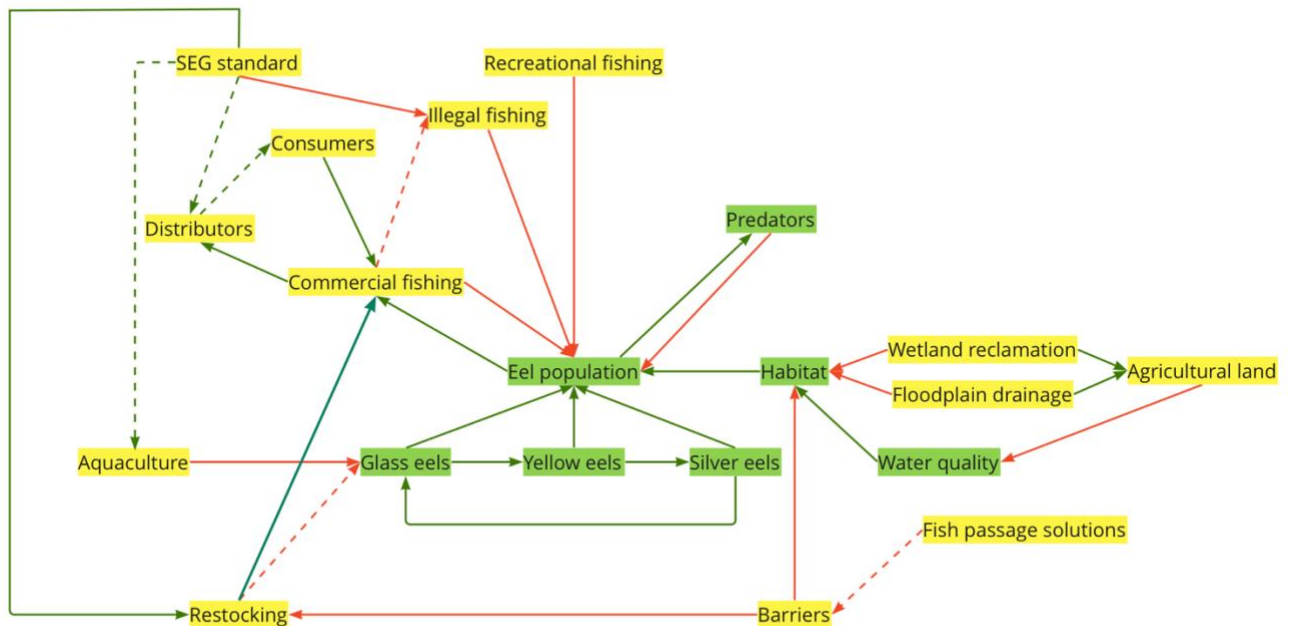 SEG standard
Recreational fishing
Illegal fishing
Consumers
Predators
Distributors
Commercial fishing
Wetland reclamation
Eel population
Habitat
Agricultural land
Floodplain drainage
Aquaculture
Glass eels
Yellow eels
Silver eels
Water quality
Fish passage solutions
Restocking
Barriers